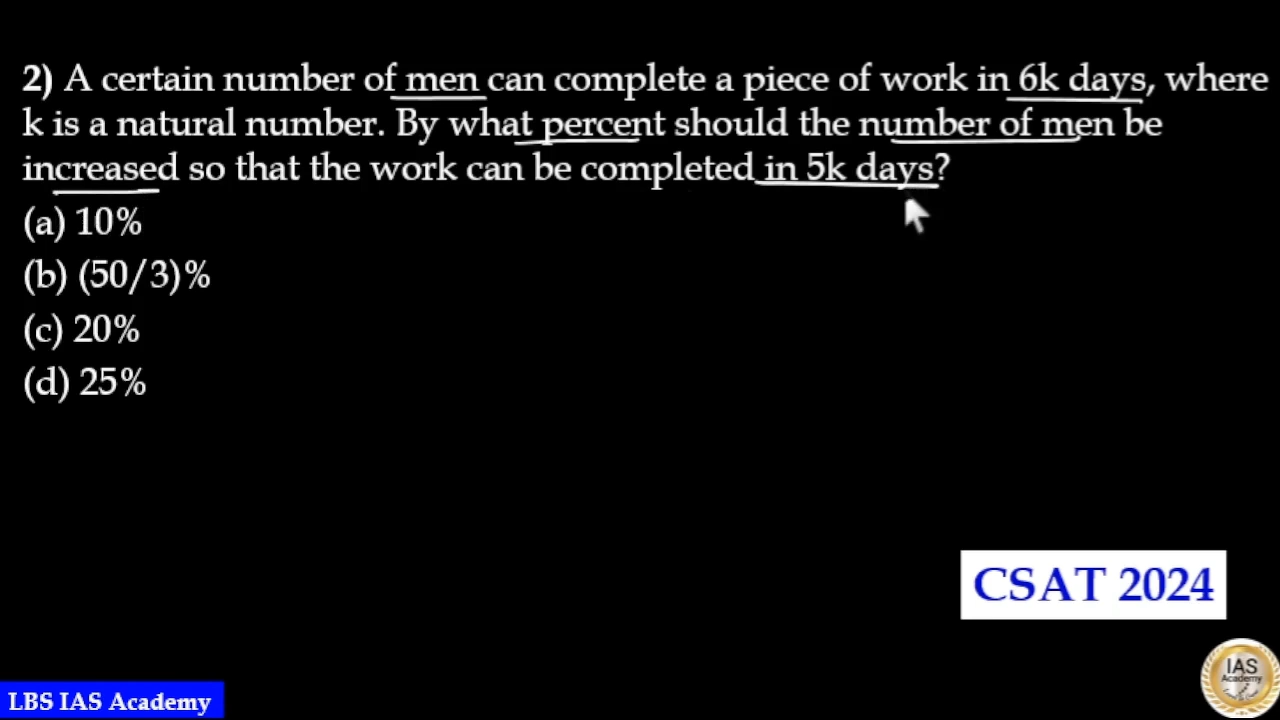 2) A certain number of men can complete a piece of work in 6k days, where
k is a natural number. By what percent should the number of men be
increased so that the work can be completed in 5k days?
(a) 10%
(b) (50/3)%
(c) 20%
(d) 25%
CSAT 2024
IAS
Academy
LBS IAS Academy